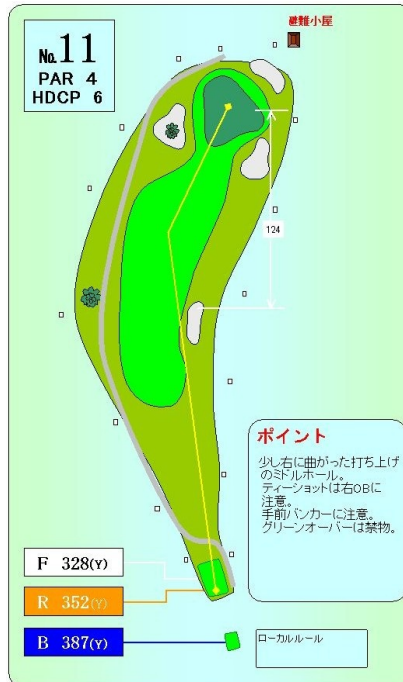 No.11
PAR 4
HDCP 6
避難小屋
124
ポイント
少し右に曲がった打ち上げ
のミドルホール。
ティーショットは右OBに
注意。
手前バンカーに注意。
グリーンオーバーは禁物。
F 328(Y)
R 352(Y)
B 387(Y)
ローカルルール